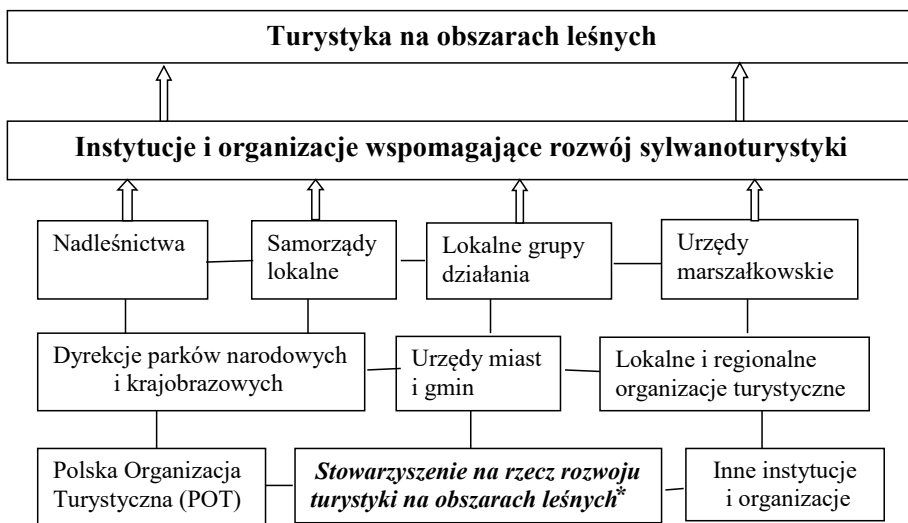 Turystyka na obszarach leśnych
Instytucje i organizacje wspomagające rozwój sylwanoturystyki
Nadleśnictwa
Samorządy
lokalne
Lokalne grupy
działania
Urzędy
marszałkowskie
Dyrekcje parków narodowych
i krajobrazowych
Urzędy miast
i gmin
Lokalne i regionalne
organizacje turystyczne
Polska Organizacja
Turystyczna (POT)
Stowarzyszenie na rzecz rozwoju
turystyki na obszarach leśnych*
Inne instytucje
i organizacje